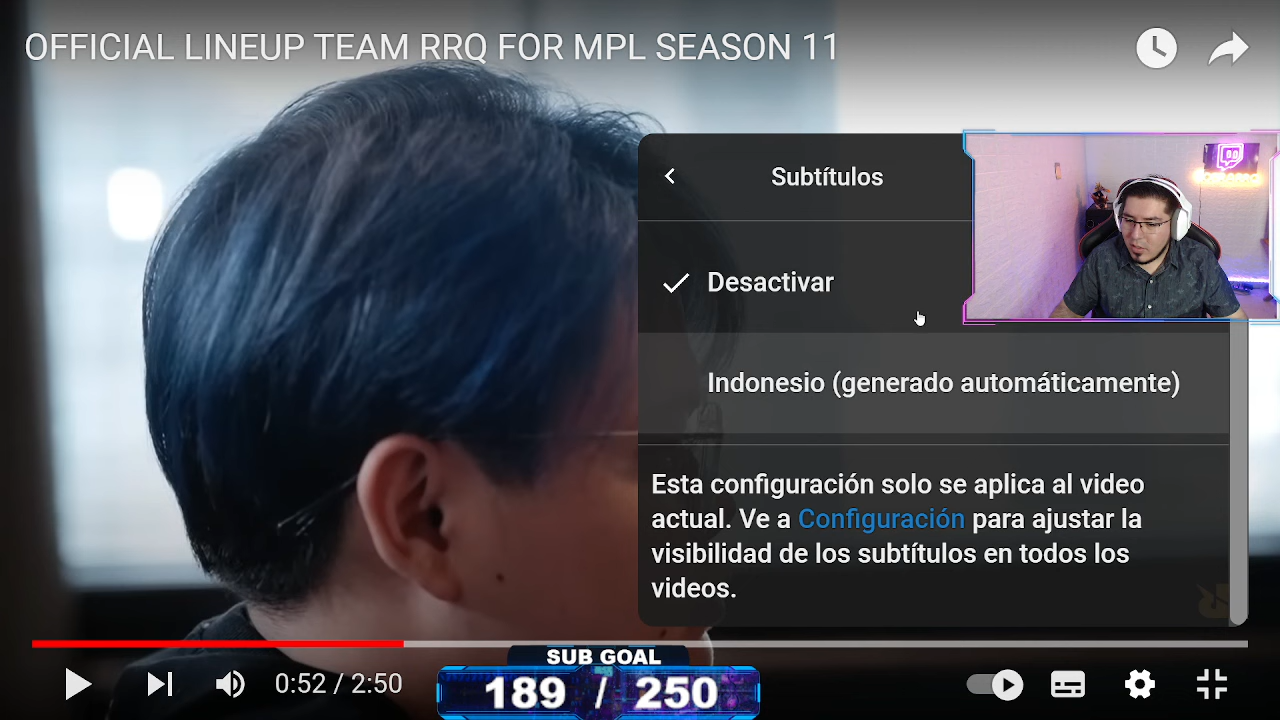 OFFICIAL LINEUP TEAM RRQ FOR MPL SEASON 11
Subtítulos
Desactivar
Indonesio (generado automáticamente)
Esta configuración solo se aplica al video
actual. Ve a Configuración para ajustar la
visibilidad de los subtítulos en todos los
videos.
0:52 / 2:50
SUB GOAL
189 / 250